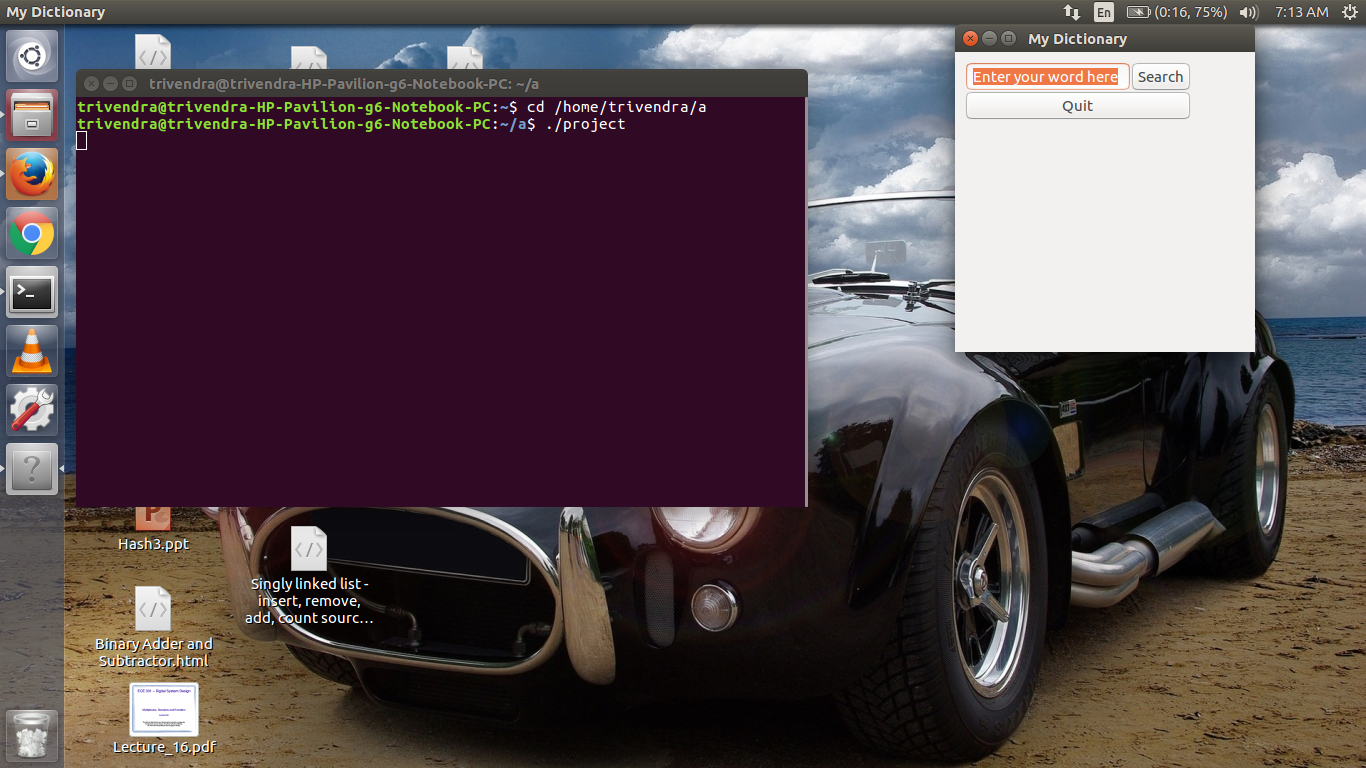 My Dictionary
En
(0:16, 75%)
7:13 AM
trivendra@trivendra-HP-Pavilion-g6-Notebook-PC: ~/a
trivendra@trivendra-HP-Pavilion-g6-Notebook-PC:~$ cd /home/trivendra/a
trivendra@trivendra-HP-Pavilion-g6-Notebook-PC:~/a$ ./project
My Dictionary
Enter your word here
Search
Quit
Hash3.ppt
Singly linked list -
insert, remove,
add, count sourc...
Binary Adder and
Subtractor.html
Lecture_16.pdf